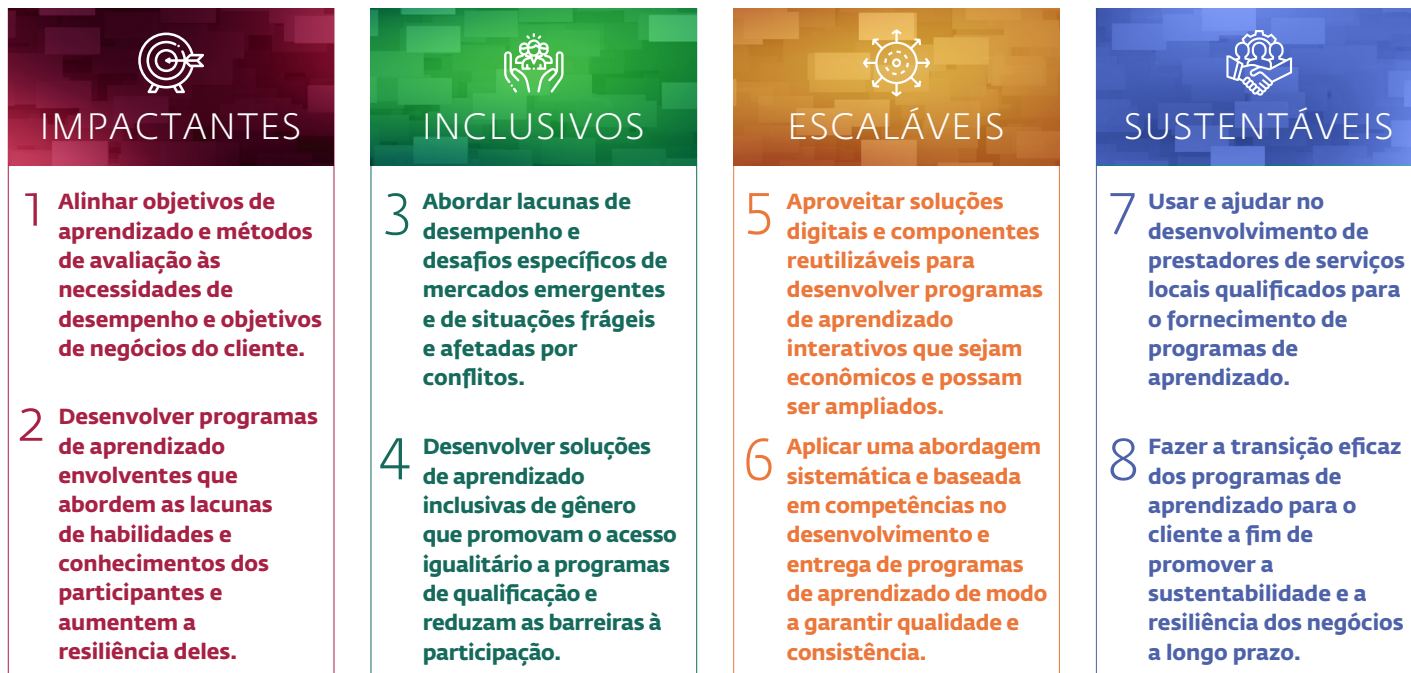 IMPACTANTES
1 Alinhar objetivos de
aprendizado e métodos
de avaliação às
necessidades de
desempenho e objetivos
de negócios do cliente.
2 Desenvolver programas
de aprendizado
envolventes que
abordem as lacunas
de habilidades e
conhecimentos dos
participantes e
aumentem a
resiliência deles.
INCLUSIVOS
3 Abordar lacunas de
desempenho e
desafios específicos de
mercados emergentes
e de situações frágeis
e afetadas por
conflitos.
4 Desenvolver soluções
de aprendizado
inclusivas de gênero
que promovam o acesso
igualitário a programas
de qualificação e
reduzam as barreiras à
participação.
ESCALÁVEIS
5 Aproveitar soluções
digitais e componentes
reutilizáveis para
desenvolver programas
de aprendizado
interativos que sejam
econômicos e possam
ser ampliados.
6 Aplicar uma abordagem
sistemática e baseada
em competências no
desenvolvimento e
entrega de programas
de aprendizado de modo
a garantir qualidade e
consistência.
SUSTENTÁVEIS
7 Usar e ajudar no
desenvolvimento de
prestadores de serviços
locais qualificados para
o fornecimento de
programas de
aprendizado.
8 Fazer a transição eficaz
dos programas de
aprendizado para o
cliente a fim de
promover a
sustentabilidade e a
resiliência dos negócios
a longo prazo.